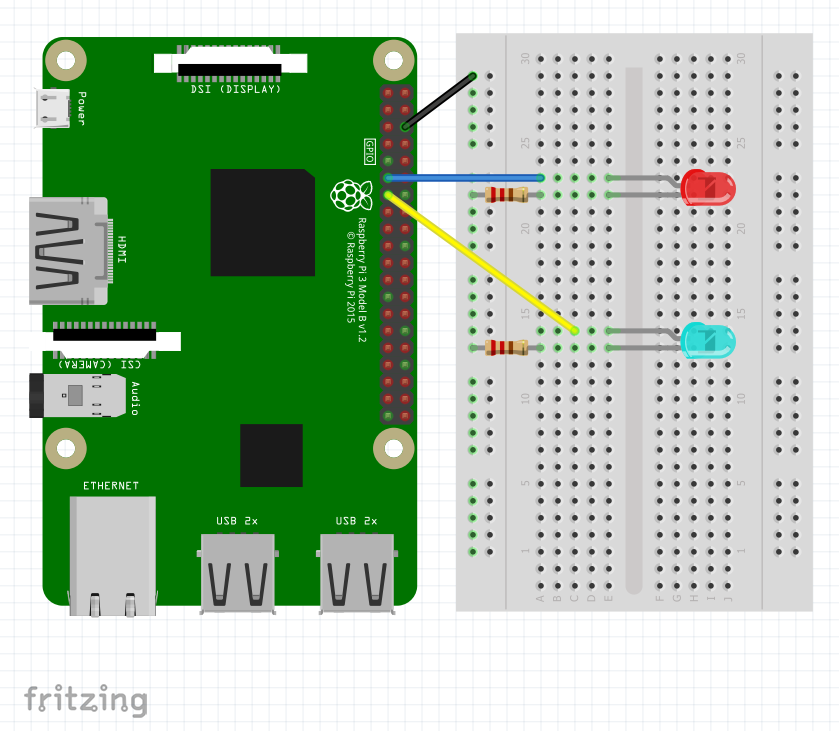 DSI (DISPLAY)
Power
GPIO
HDMI
Raspberry Pi 3 Model B v1.2
© Raspberry Pi 2015
CSI (CAMERA)
Audio
ETHERNET
USB 2x
USB 2x
30
30
25
25
20
20
15
15
10
10
5
5
1
1
A B C D E F G H I J
fritzing